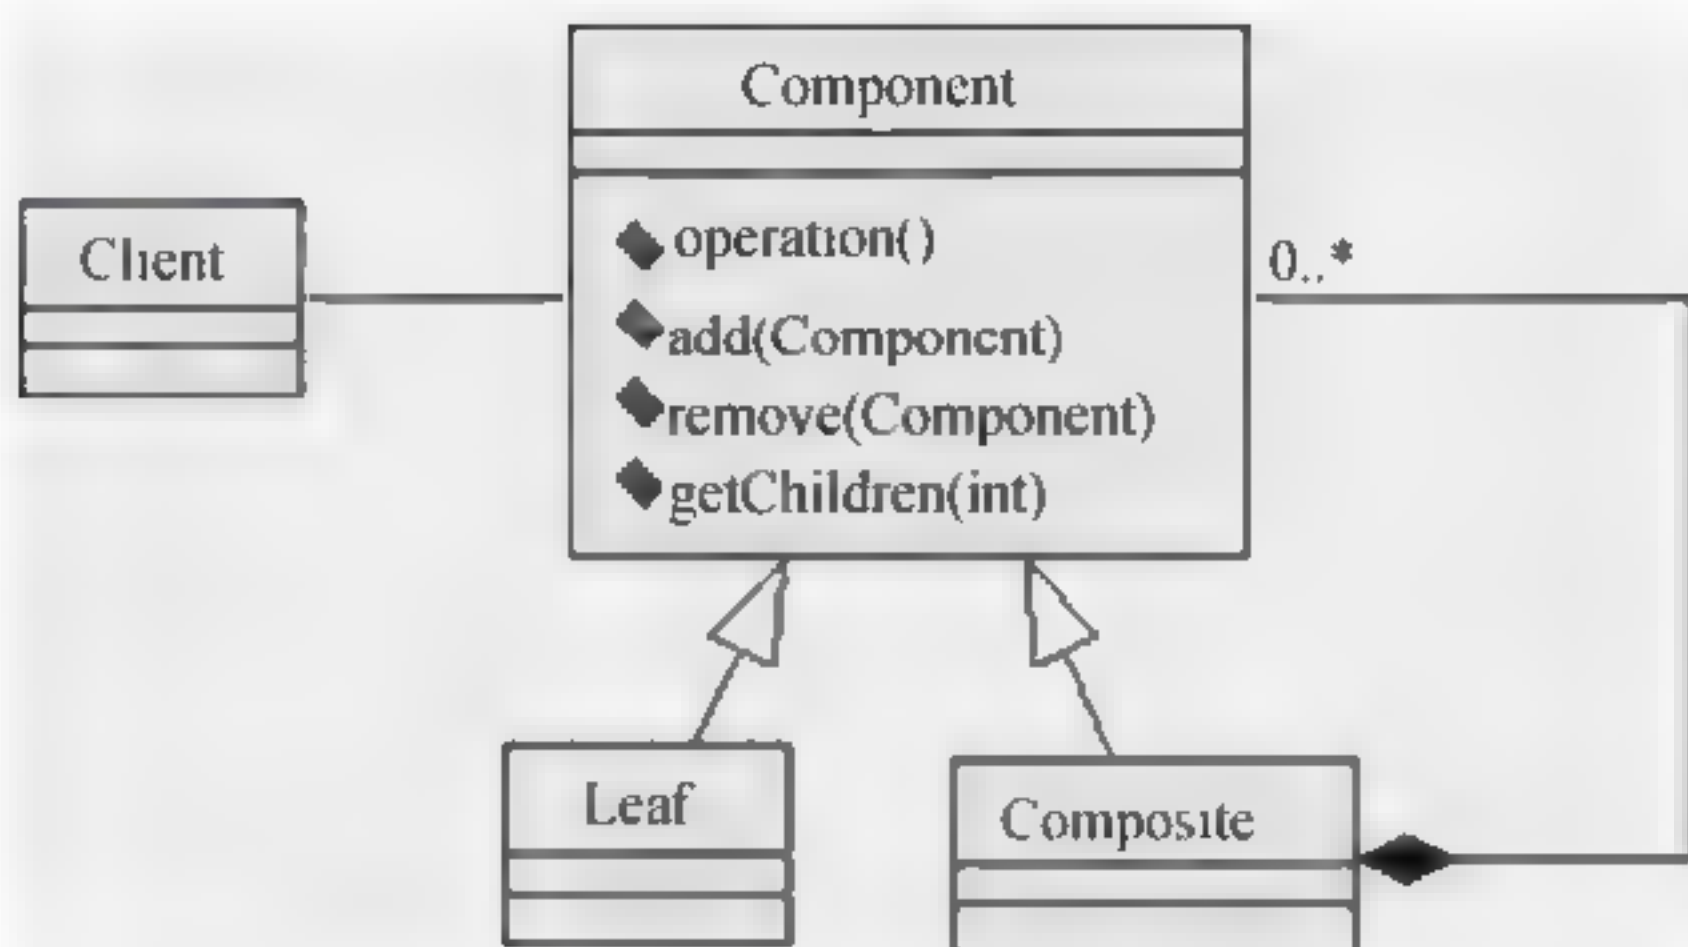 Component
Client
operation()
0..*
add(Component)
remove(Component)
getChildren(int)
Leaf
Composite